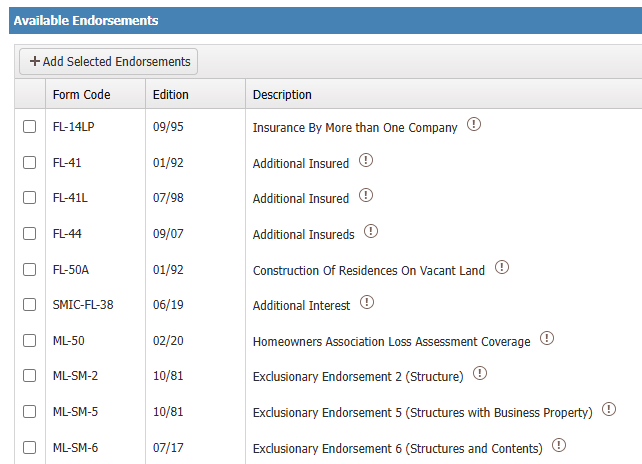 Available Endorsements
+ Add Selected Endorsements
Form Code Edition Description
FL-14LP 09/95 Insurance By More than One Company
FL-41 01/92 Additional Insured
FL-41L 07/98 Additional Insured
FL-44 09/07 Additional Insureds
FL-50A 01/92 Construction Of Residences On Vacant Land
SMIC-FL-38 06/19 Additional Interest
ML-50 02/20 Homeowners Association Loss Assessment Coverage
ML-SM-2 10/81 Exclusionary Endorsement 2 (Structure)
ML-SM-5 10/81 Exclusionary Endorsement 5 (Structures with Business Property)
ML-SM-6 07/17 Exclusionary Endorsement 6 (Structures and Contents)